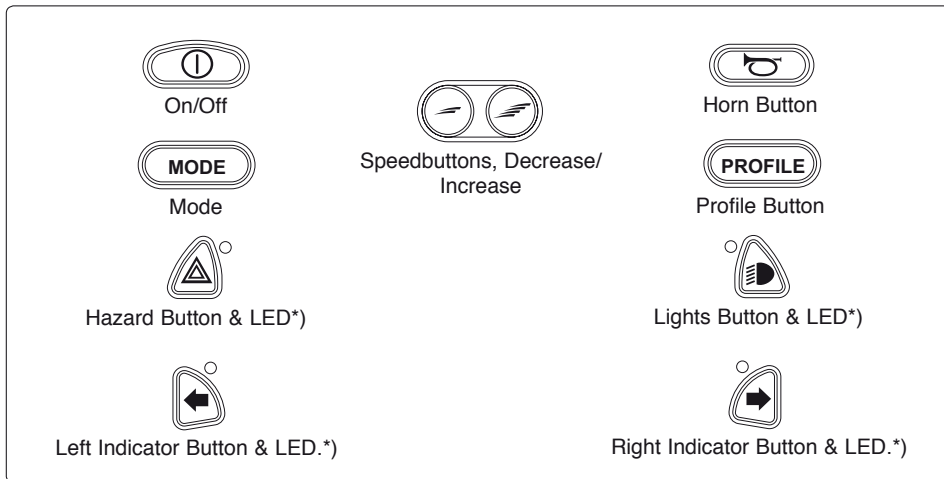 On/Off
MODE
Mode
Hazard Button & LED*)
Left Indicator Button & LED.*)
Speedbuttons, Decrease/
Increase
Horn Button
PROFILE
Profile Button
Lights Button & LED*)
Right Indicator Button & LED.*)